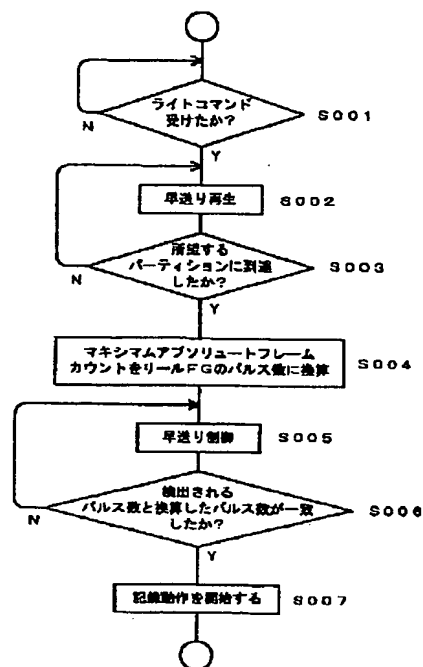 ライトコマンド
受けたか？
S001
N
Y
早送り再生
S002
所望する
パーティションに到達
したか？
S003
N
Y
マキシマムアブソリュートフレーム
カウントをリールFGのパルス数に換算
S004
早送り制御
S005
検出される
パルス数と換算したパルス数が一致
したか？
S006
N
Y
記録動作を開始する
S007